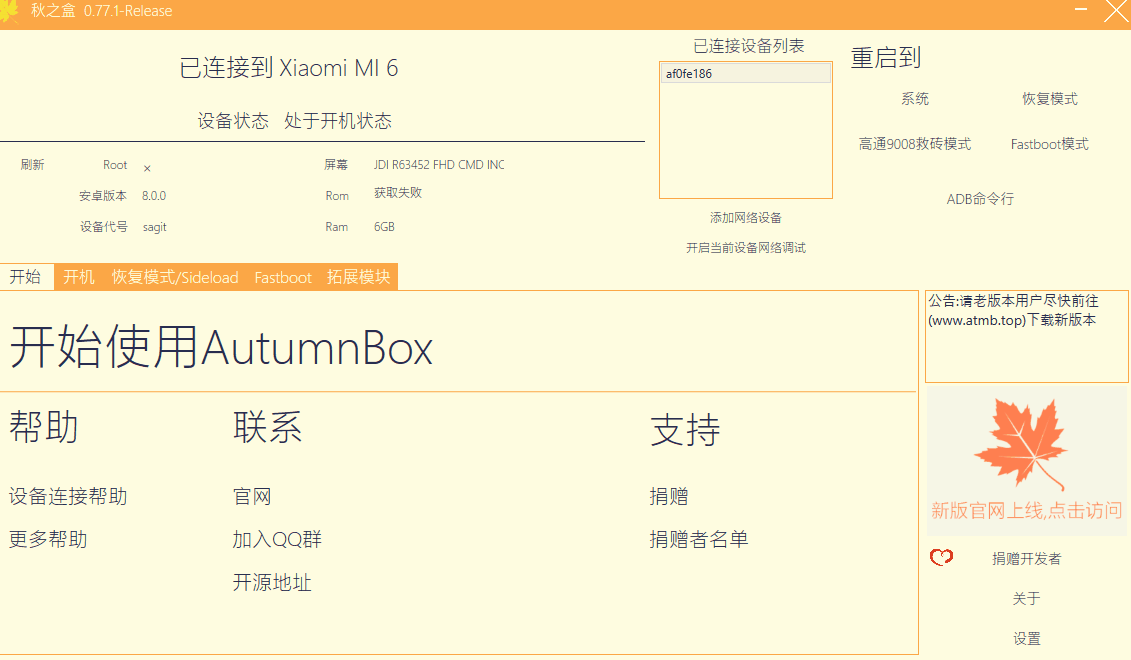 秋之盒 0.77.1-Release
已连接到 Xiaomi MI 6
设备状态 处于开机状态
刷新 Root × 屏幕 JDI R63452 FHD CMD INC
安卓版本 8.0.0 Rom 获取失败
设备代号 sagit Ram 6GB
已连接设备列表
af0fe186
添加网络设备
开启当前设备网络调试
重启到
系统 恢复模式
高通9008救砖模式 Fastboot模式
ADB命令行
开始 开机 恢复模式/Sideload Fastboot 拓展模块
开始使用AutumnBox
帮助
设备连接帮助
更多帮助
联系
官网
加入QQ群
开源地址
支持
捐赠
捐赠者名单
公告:请老版本用户尽快前往
(www.atmb.top)下载新版本
新版官网上线,点击访问
捐赠开发者
关于
设置